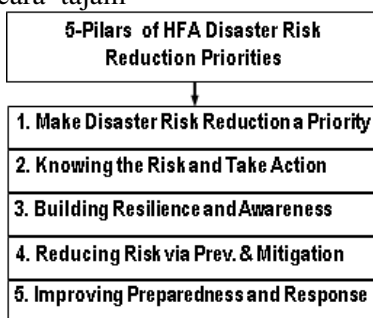 tajam
5-Pilars of HFA Disaster Risk
Reduction Priorities
1. Make Disaster Risk Reduction a Priority
2. Knowing the Risk and Take Action
3. Building Resilience and Awareness
4. Reducing Risk via Prev. & Mitigation
5. Improving Preparedness and Response